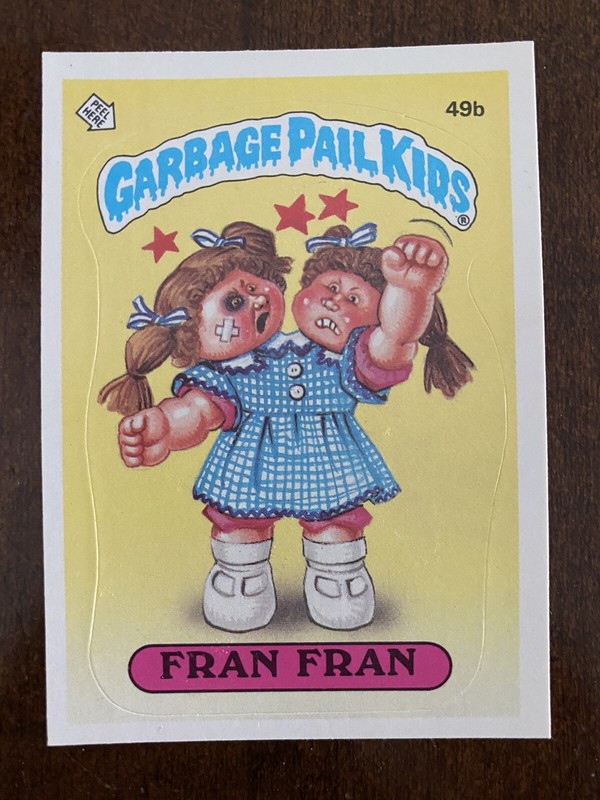 PEEL
HERE
49b
GARBAGE PAIL KIDS
®
FRAN FRAN